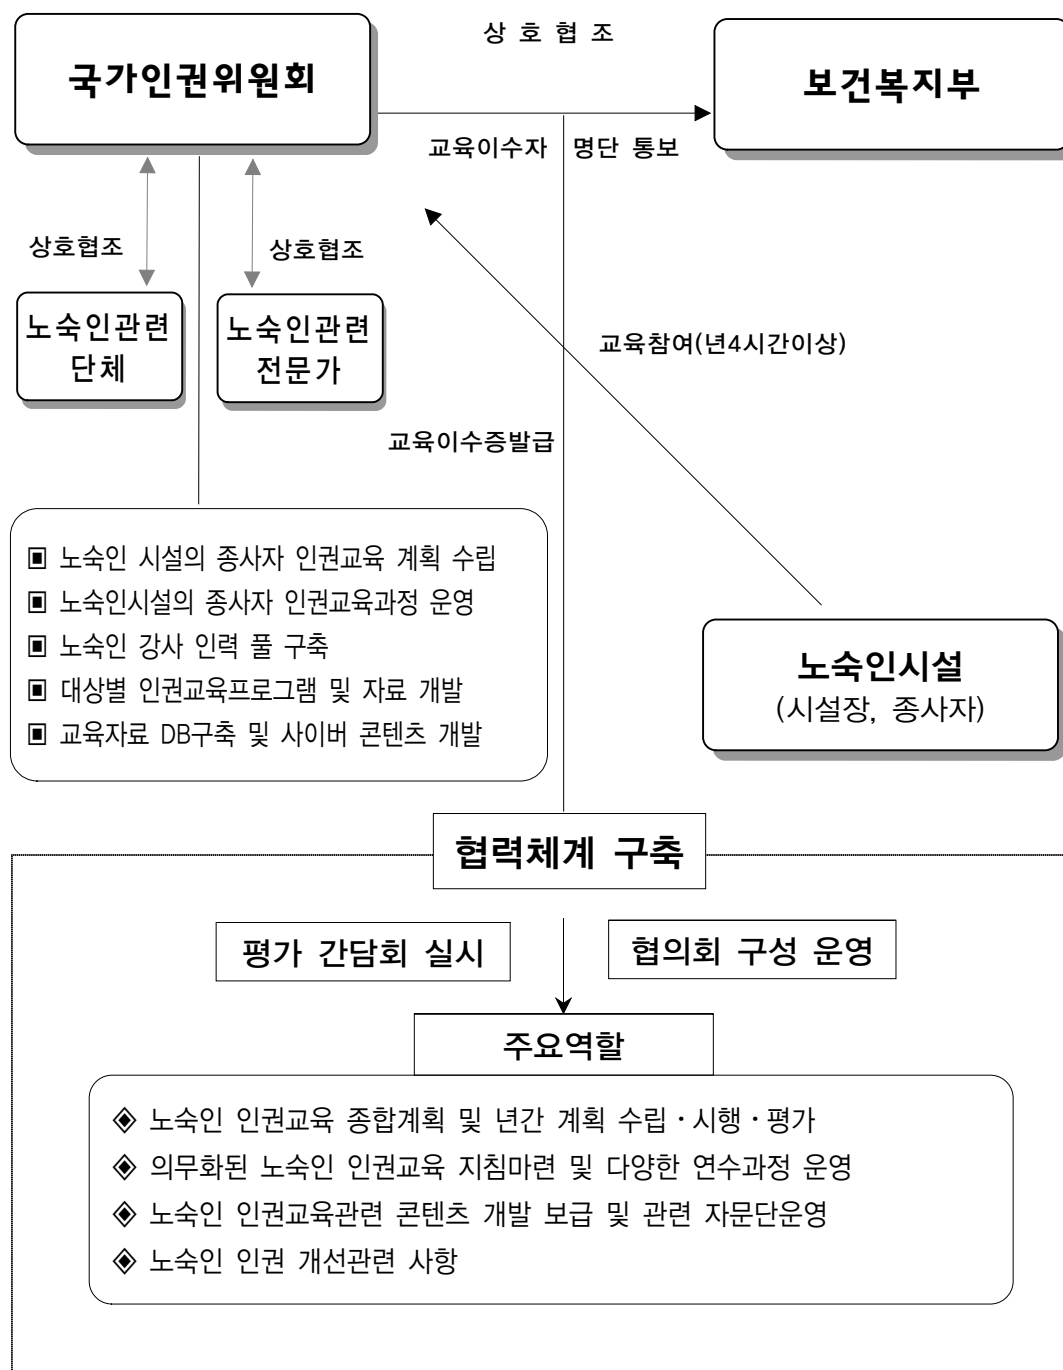 상 호 협 조
국가인권위원회
보건복지부
교육이수자 명단 통보
상호협조
상호협조
노숙인관련
단체
노숙인관련
전문가
교육참여(년4시간이상)
교육이수증발급
▣ 노숙인 시설의 종사자 인권교육 계획 수립
▣ 노숙인시설의 종사자 인권교육과정 운영
▣ 노숙인 강사 인력 풀 구축
▣ 대상별 인권교육프로그램 및 자료 개발
▣ 교육자료 DB구축 및 사이버 콘텐츠 개발
노숙인시설
(시설장, 종사자)
협력체계 구축
평가 간담회 실시
협의회 구성 운영
주요역할
◈ 노숙인 인권교육 종합계획 및 년간 계획 수립・시행・평가
◈ 의무화된 노숙인 인권교육 지침마련 및 다양한 연수과정 운영
◈ 노숙인 인권교육관련 콘텐츠 개발 보급 및 관련 자문단운영
◈ 노숙인 인권 개선관련 사항